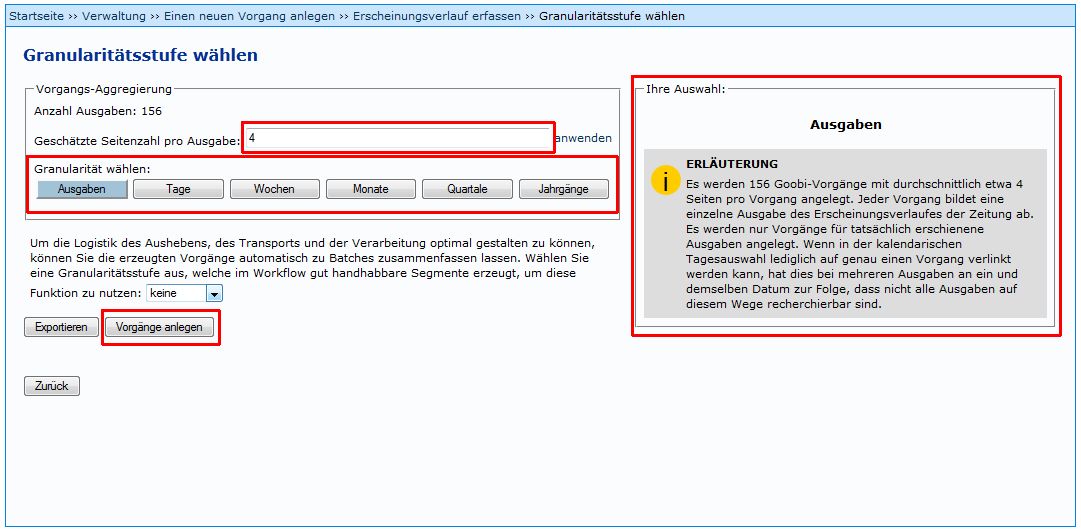 Startseite ›› Verwaltung ›› Einen neuen Vorgang anlegen ›› Erscheinungsverlauf erfassen ›› Granularitätsstufe wählen
Granularitätsstufe wählen
Vorgangs-Aggregierung
Anzahl Ausgaben: 156
Geschätzte Seitenzahl pro Ausgabe: 4 anwenden
Granularität wählen:
Ausgaben Tage Wochen Monate Quartale Jahrgänge
Um die Logistik des Aushebens, des Transports und der Verarbeitung optimal gestalten zu können,
können Sie die erzeugten Vorgänge automatisch zu Batches zusammenfassen lassen. Wählen Sie
eine Granularitätsstufe aus, welche im Workflow gut handhabbare Segmente erzeugt, um diese
Funktion zu nutzen: keine
Exportieren Vorgänge anlegen
Zurück
Ihre Auswahl:
Ausgaben
i
ERLÄUTERUNG
Es werden 156 Goobi-Vorgänge mit durchschnittlich etwa 4
Seiten pro Vorgang angelegt. Jeder Vorgang bildet eine
einzelne Ausgabe des Erscheinungsverlaufes der Zeitung ab.
Es werden nur Vorgänge für tatsächlich erschienene
Ausgaben angelegt. Wenn in der kalendarischen
Tagesauswahl lediglich auf genau einen Vorgang verlinkt
werden kann, hat dies bei mehreren Ausgaben an ein und
demselben Datum zur Folge, dass nicht alle Ausgaben auf
diesem Wege recherchierbar sind.